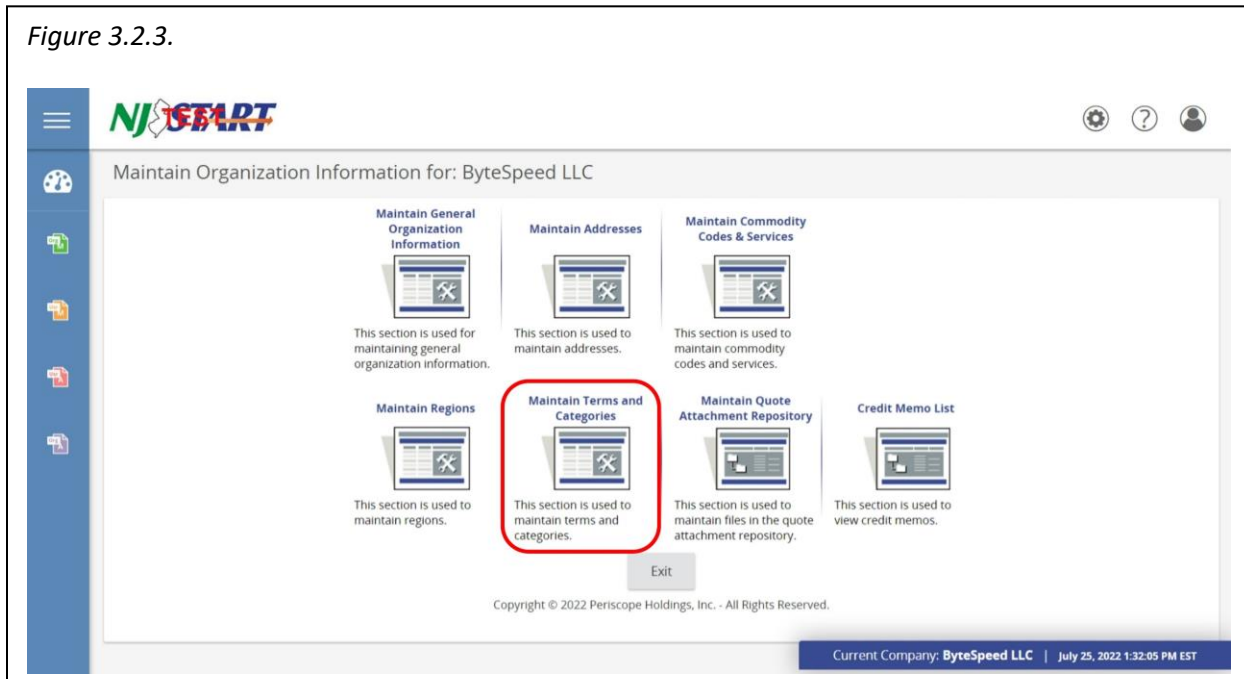 Figure 3.2.3.
NJ START
TEST
Maintain Organization Information for: ByteSpeed LLC
Maintain General
Organization
Information
This section is used for
maintaining general
organization information.
Maintain Addresses
This section is used to
maintain addresses.
Maintain Commodity
Codes & Services
This section is used to
maintain commodity
codes and services.
Maintain Regions
This section is used to
maintain regions.
Maintain Terms and
Categories
This section is used to
maintain terms and
categories.
Maintain Quote
Attachment Repository
This section is used to
maintain files in the quote
attachment repository.
Credit Memo List
This section is used to
view credit memos.
Exit
Copyright © 2022 Periscope Holdings, Inc. - All Rights Reserved.
Current Company: ByteSpeed LLC | July 25, 2022 1:32:05 PM EST